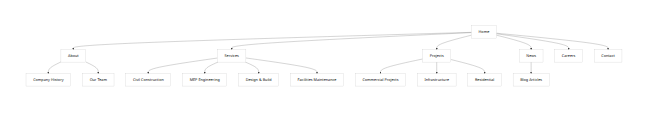 Home
About
Services
Projects
News
Careers
Contact
Company History
Our Team
Civil Construction
MEP Engineering
Design & Build
Facilities Maintenance
Commercial Projects
Infrastructure
Residential
Blog Articles